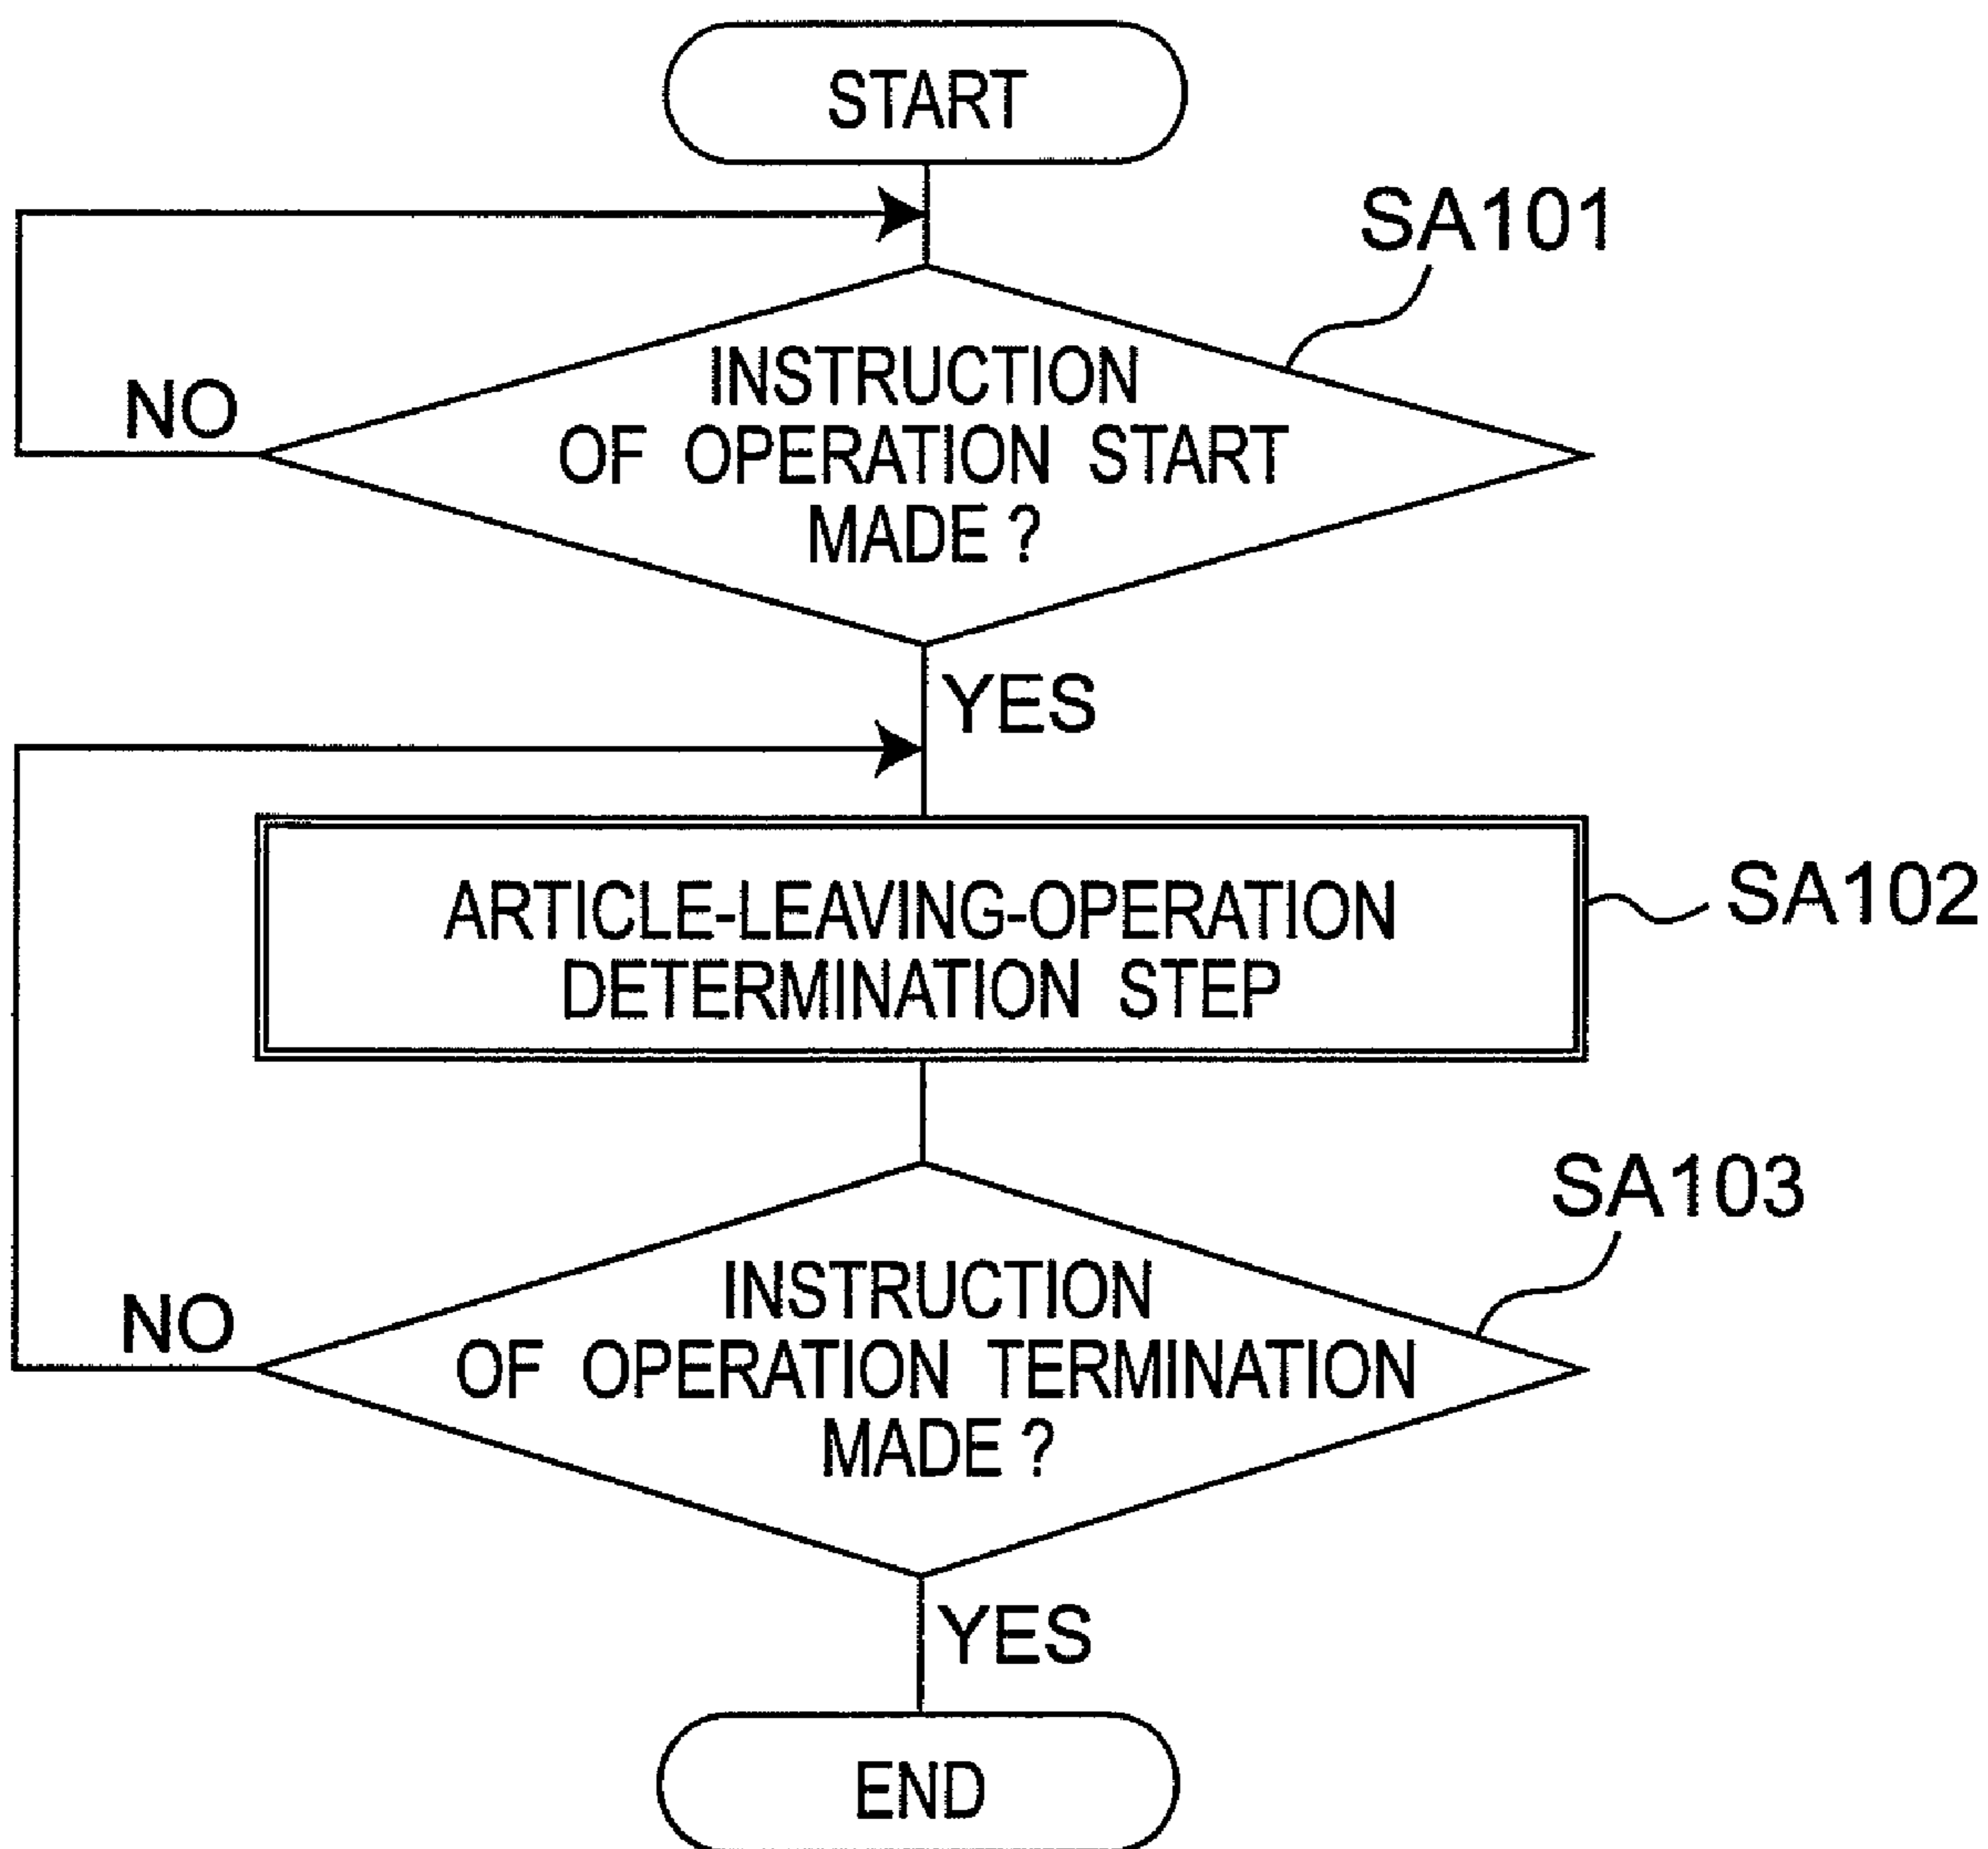 START
SA101
INSTRUCTION
OF OPERATION START
MADE ?
NO
YES
ARTICLE-LEAVING-OPERATION
DETERMINATION STEP
SA102
SA103
INSTRUCTION
OF OPERATION TERMINATION
MADE ?
NO
YES
END